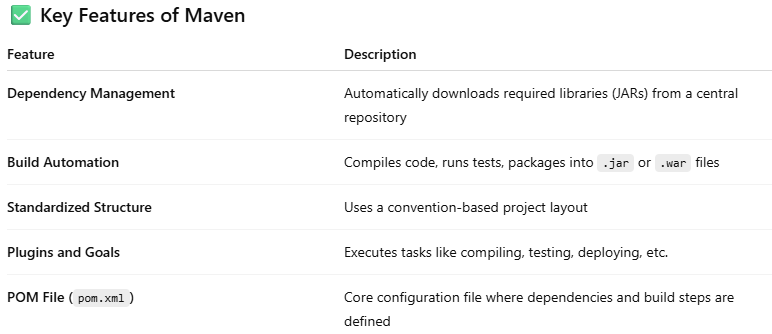 ✅ Key Features of Maven
Feature Description
Dependency Management Automatically downloads required libraries (JARs) from a central
repository
Build Automation Compiles code, runs tests, packages into .jar or .war files
Standardized Structure Uses a convention-based project layout
Plugins and Goals Executes tasks like compiling, testing, deploying, etc.
POM File (pom.xml) Core configuration file where dependencies and build steps are
defined